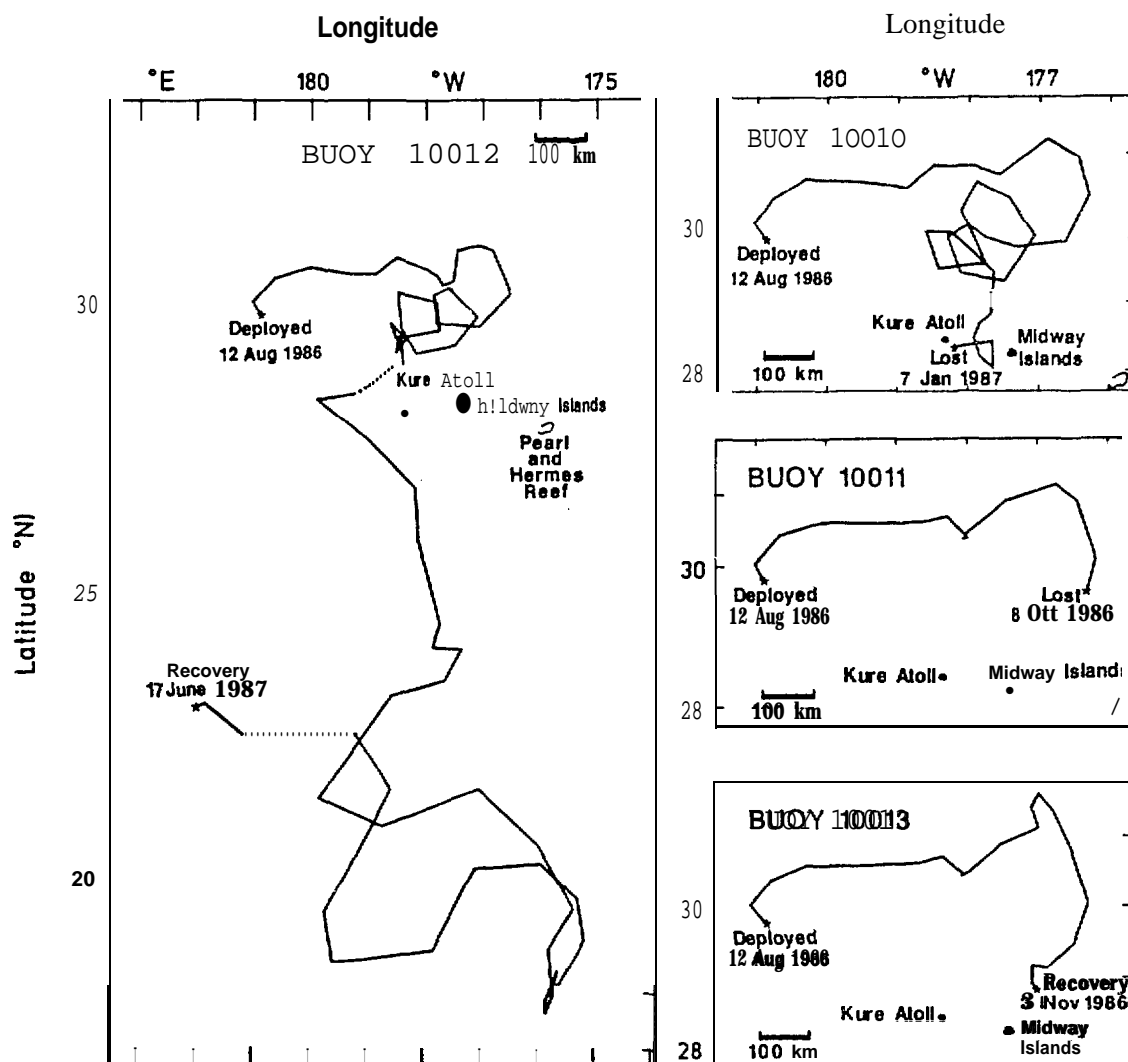 Longitude
°E 180 °W 175
BUOY 10012 100 km
30
Deployed
12 Aug 1986
Kure Atoll
h!ldwny Islands
Pearl
and
Hermes
Reef
Latitude °N)
25
Recovery
17 June 1987
20
Longitude
180 °W 177
BUOY 10010
30
Deployed
12 Aug 1986
Kure Atoll
Midway
Islands
Lost
7 Jan 1987
100 km
28
BUOY 10011
30
Deployed
12 Aug 1986
Lost
8 Ott 1986
Kure Atoll
Midway Islands
100 km
28
BUOY 10013
30
Deployed
12 Aug 1986
Recovery
3 Nov 1986
Kure Atoll
Midway
Islands
100 km
28